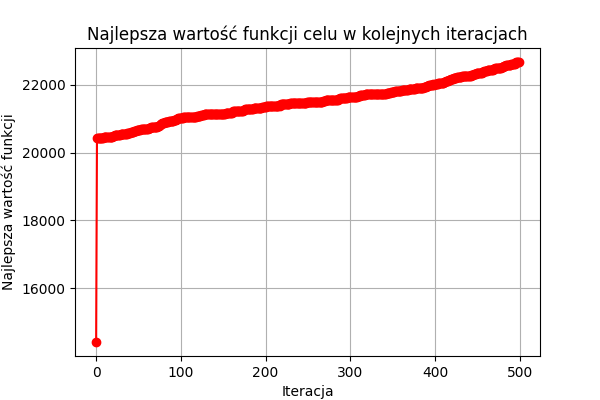 Najlepsza wartość funkcji celu w kolejnych iteracjach
Najlepsza wartość funkcji
22000
20000
18000
16000
0 100 200 300 400 500
Iteracja